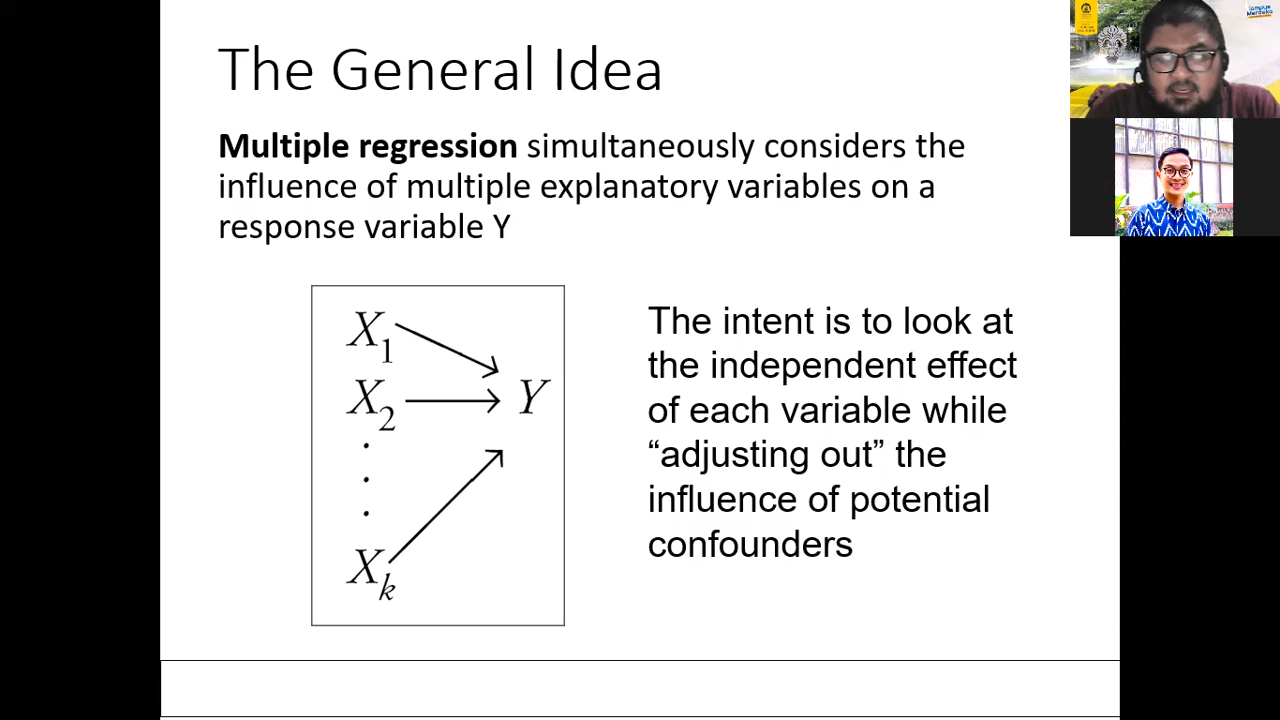 The General Idea
Multiple regression simultaneously considers the
influence of multiple explanatory variables on a
response variable Y
X1
X2
Y
.
.
.
Xk
The intent is to look at
the independent effect
of each variable while
“adjusting out” the
influence of potential
confounders
Kampus
Merdeka